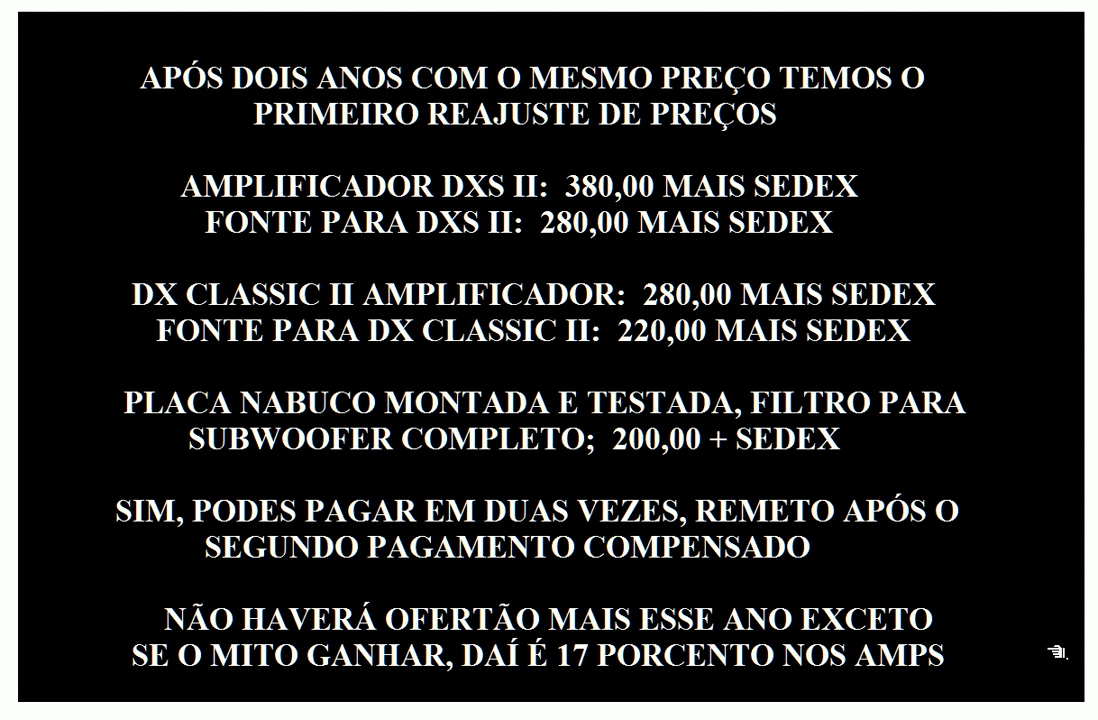 APÓS DOIS ANOS COM O MESMO PREÇO TEMOS O
PRIMEIRO REAJUSTE DE PREÇOS
AMPLIFICADOR DXS II: 380,00 MAIS SEDEX
FONTE PARA DXS II: 280,00 MAIS SEDEX
DX CLASSIC II AMPLIFICADOR: 280,00 MAIS SEDEX
FONTE PARA DX CLASSIC II: 220,00 MAIS SEDEX
PLACA NABUCO MONTADA E TESTADA, FILTRO PARA
SUBWOOFER COMPLETO; 200,00 + SEDEX
SIM, PODES PAGAR EM DUAS VEZES, REMETO APÓS O
SEGUNDO PAGAMENTO COMPENSADO
NÃO HAVERÁ OFERTÃO MAIS ESSE ANO EXCETO
SE O MITO GANHAR, DAÍ É 17 PORCENTO NOS AMPS